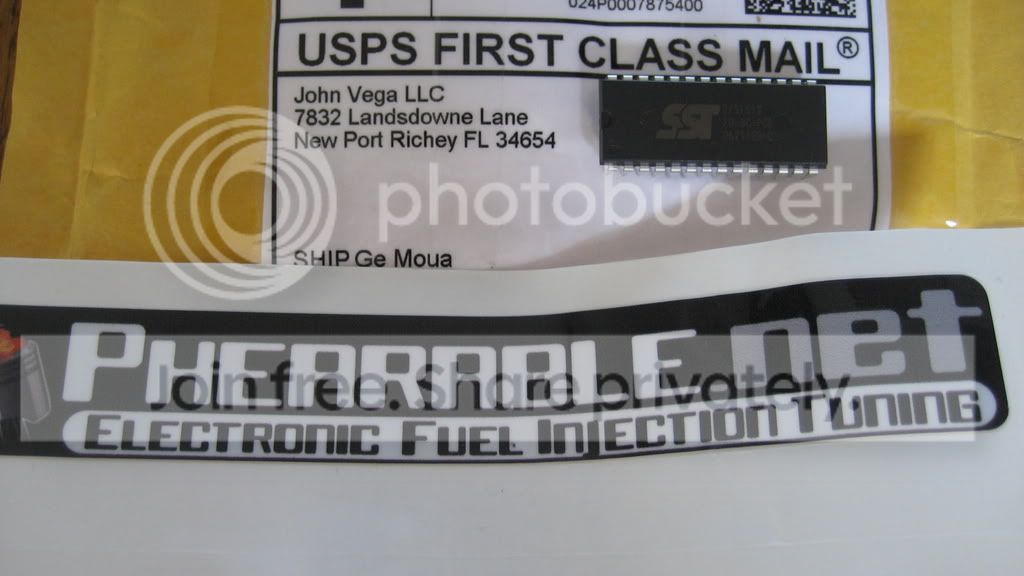 024P0007875400
USPS FIRST CLASS MAIL®
John Vega LLC
7832 Landsdowne Lane
New Port Richey FL 34654
SST
photobucket
SHIP Ge Moua
PHEARABLE.net
Join free. Share privately.
ELECTRONIC FUEL INJECTION TUNING